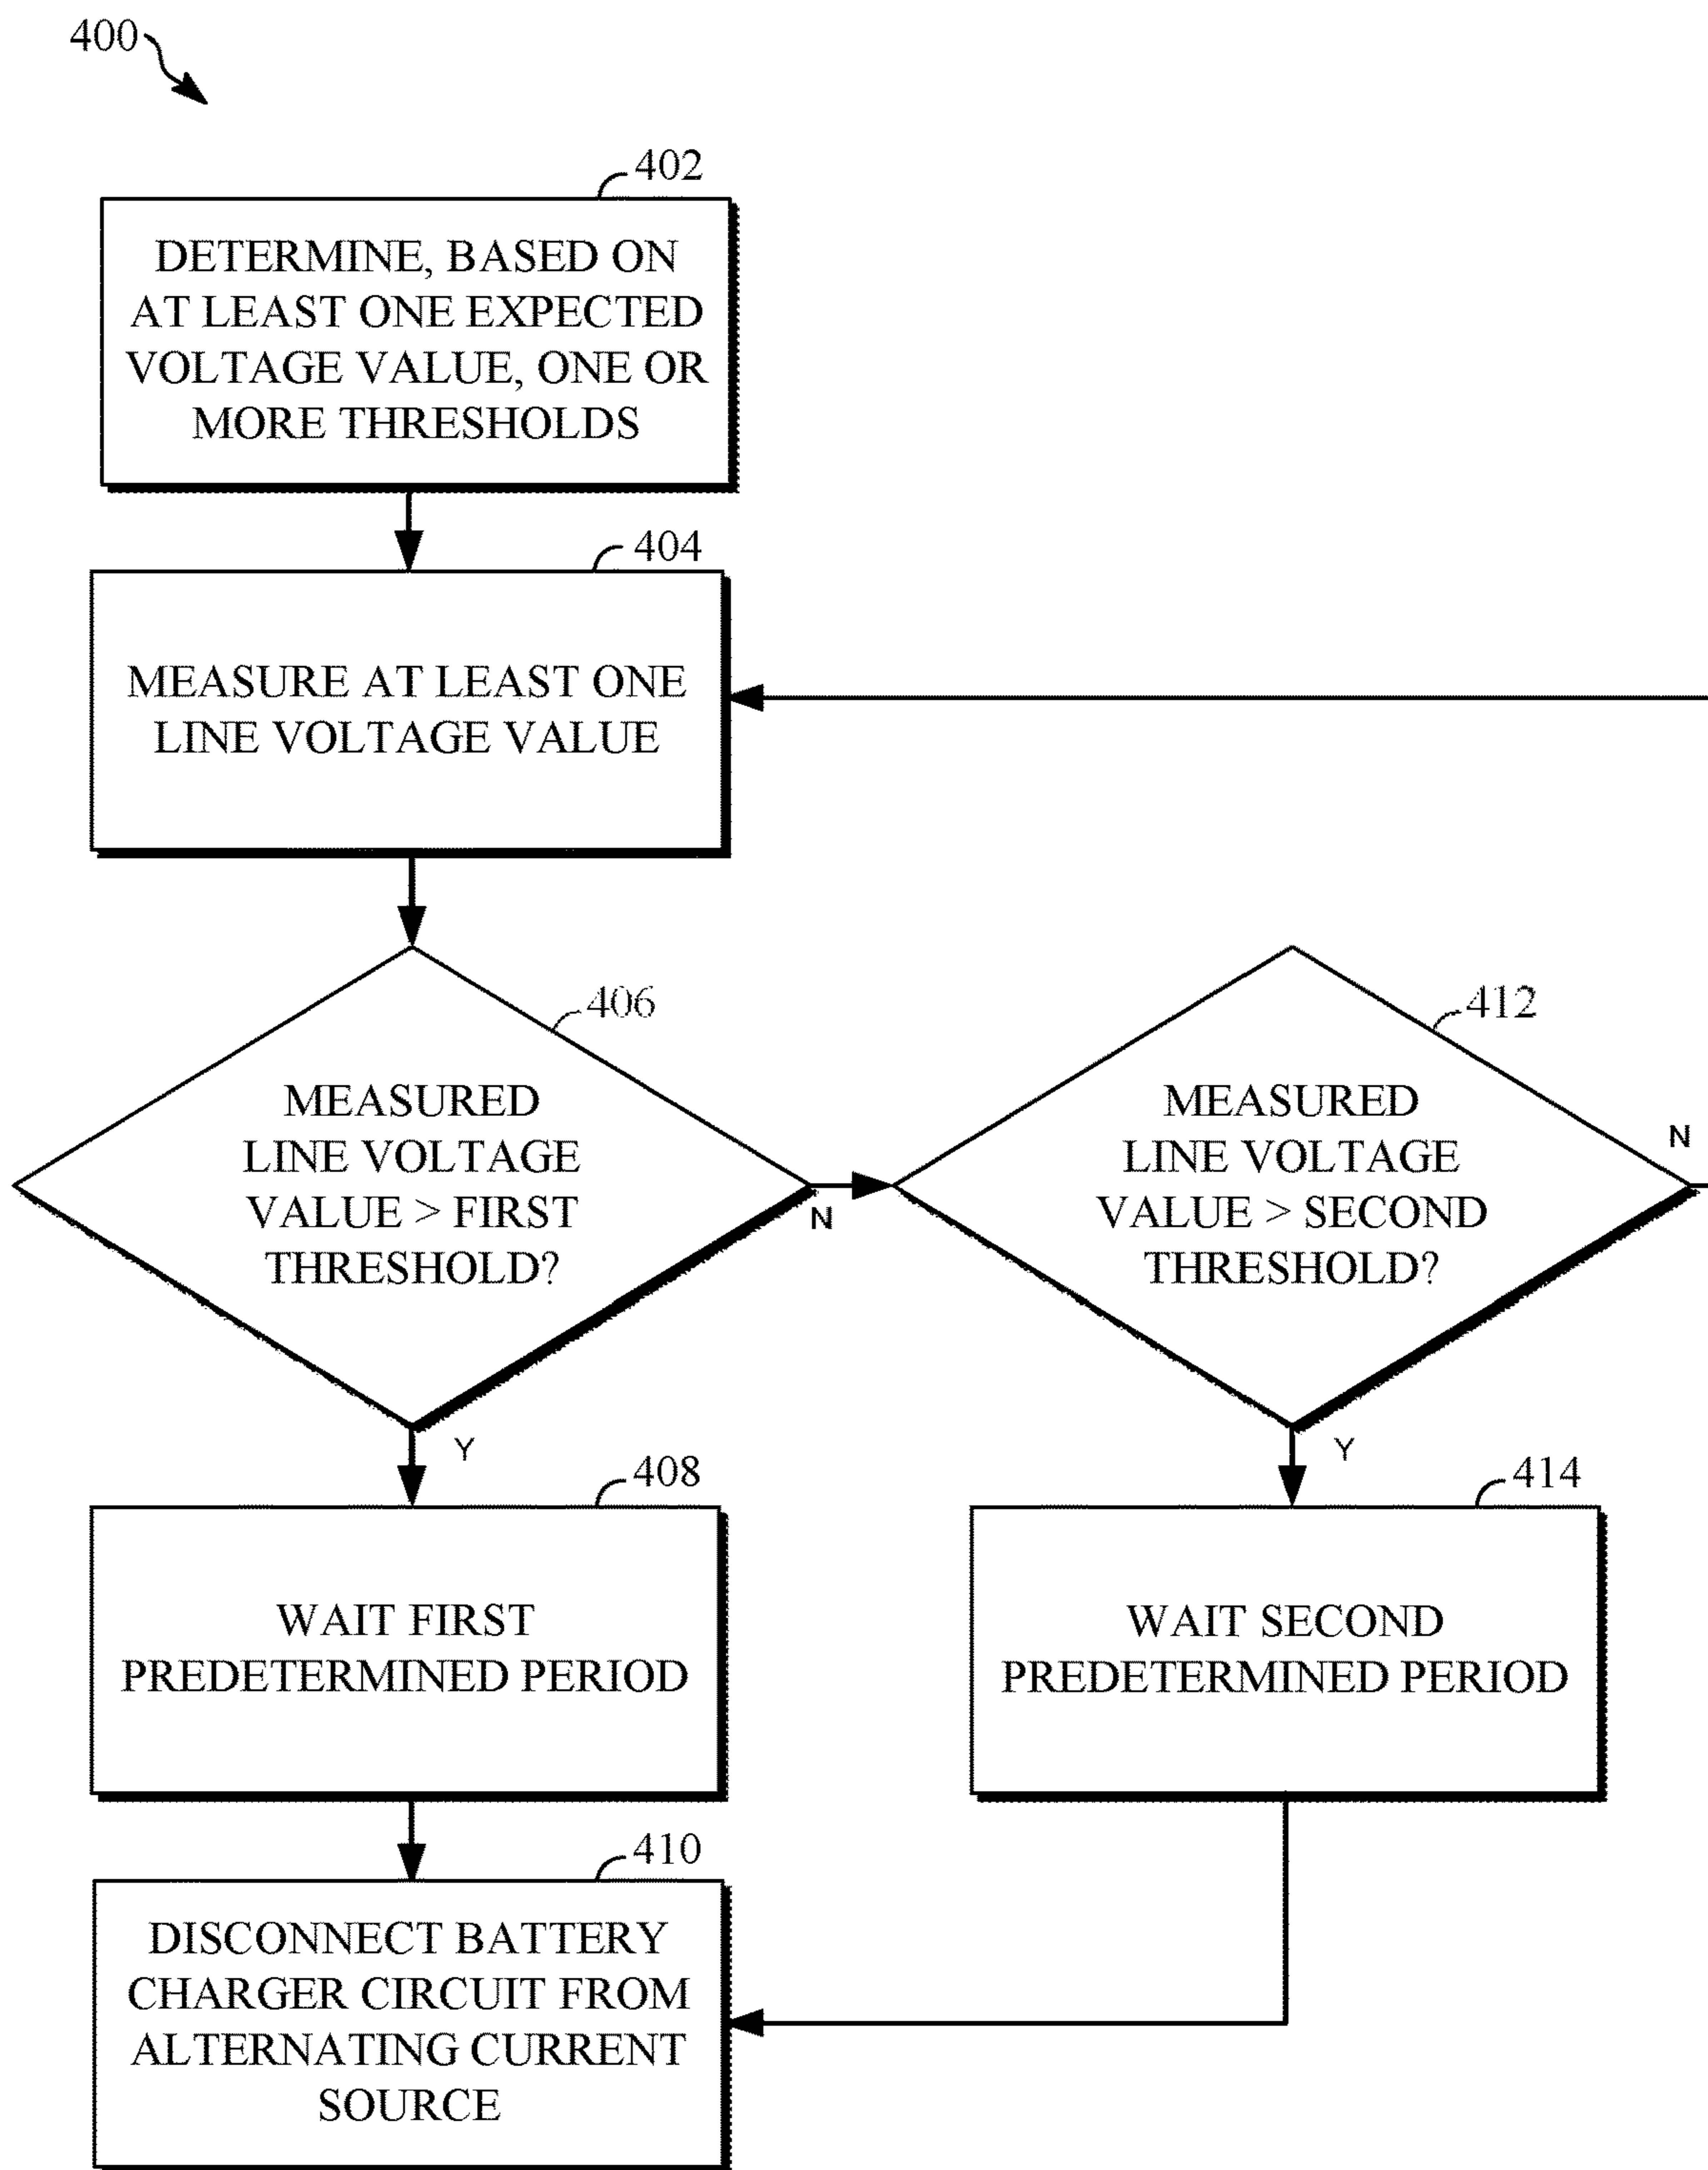 400
402
DETERMINE, BASED ON
AT LEAST ONE EXPECTED
VOLTAGE VALUE, ONE OR
MORE THRESHOLDS
404
MEASURE AT LEAST ONE
LINE VOLTAGE VALUE
406
MEASURED
LINE VOLTAGE
VALUE > FIRST
THRESHOLD?
N
Y
412
MEASURED
LINE VOLTAGE
VALUE > SECOND
THRESHOLD?
N
Y
408
WAIT FIRST
PREDETERMINED PERIOD
414
WAIT SECOND
PREDETERMINED PERIOD
410
DISCONNECT BATTERY
CHARGER CIRCUIT FROM
ALTERNATING CURRENT
SOURCE